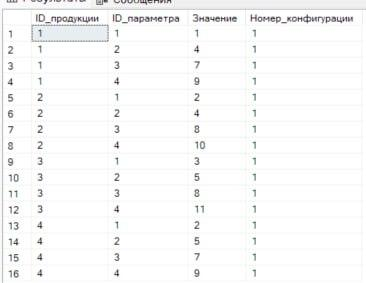 Результаты Сообщения
ID_продукции ID_параметра Значение Номер_конфигурации
1 1 1 1 1
2 1 2 4 1
3 1 3 7 1
4 1 4 9 1
5 2 1 2 1
6 2 2 4 1
7 2 3 8 1
8 2 4 10 1
9 3 1 3 1
10 3 2 5 1
11 3 3 8 1
12 3 4 11 1
13 4 1 2 1
14 4 2 5 1
15 4 3 7 1
16 4 4 9 1